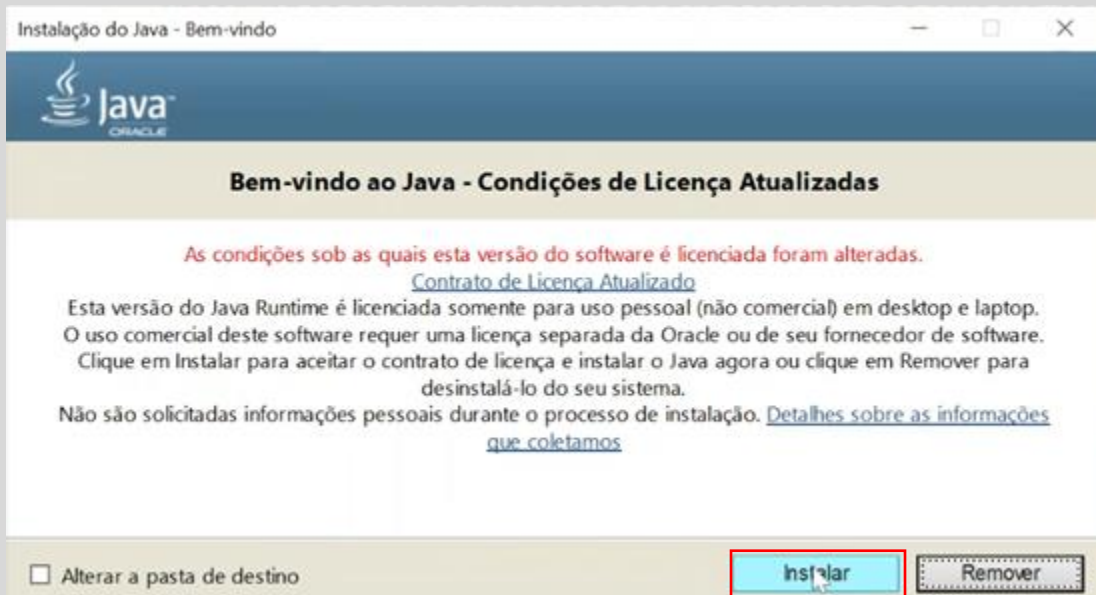 Instalação do Java - Bem-vindo
Java
ORACLE
Bem-vindo ao Java - Condições de Licença Atualizadas
As condições sob as quais esta versão do software é licenciada foram alteradas.
Contrato de Licença Atualizado
Esta versão do Java Runtime é licenciada somente para uso pessoal (não comercial) em desktop e laptop.
O uso comercial deste software requer uma licença separada da Oracle ou de seu fornecedor de software.
Clique em Instalar para aceitar o contrato de licença e instalar o Java agora ou clique em Remover para
desinstalá-lo do seu sistema.
Não são solicitadas informações pessoais durante o processo de instalação. Detalhes sobre as informações
que coletamos
Alterar a pasta de destino
Instalar
Remover